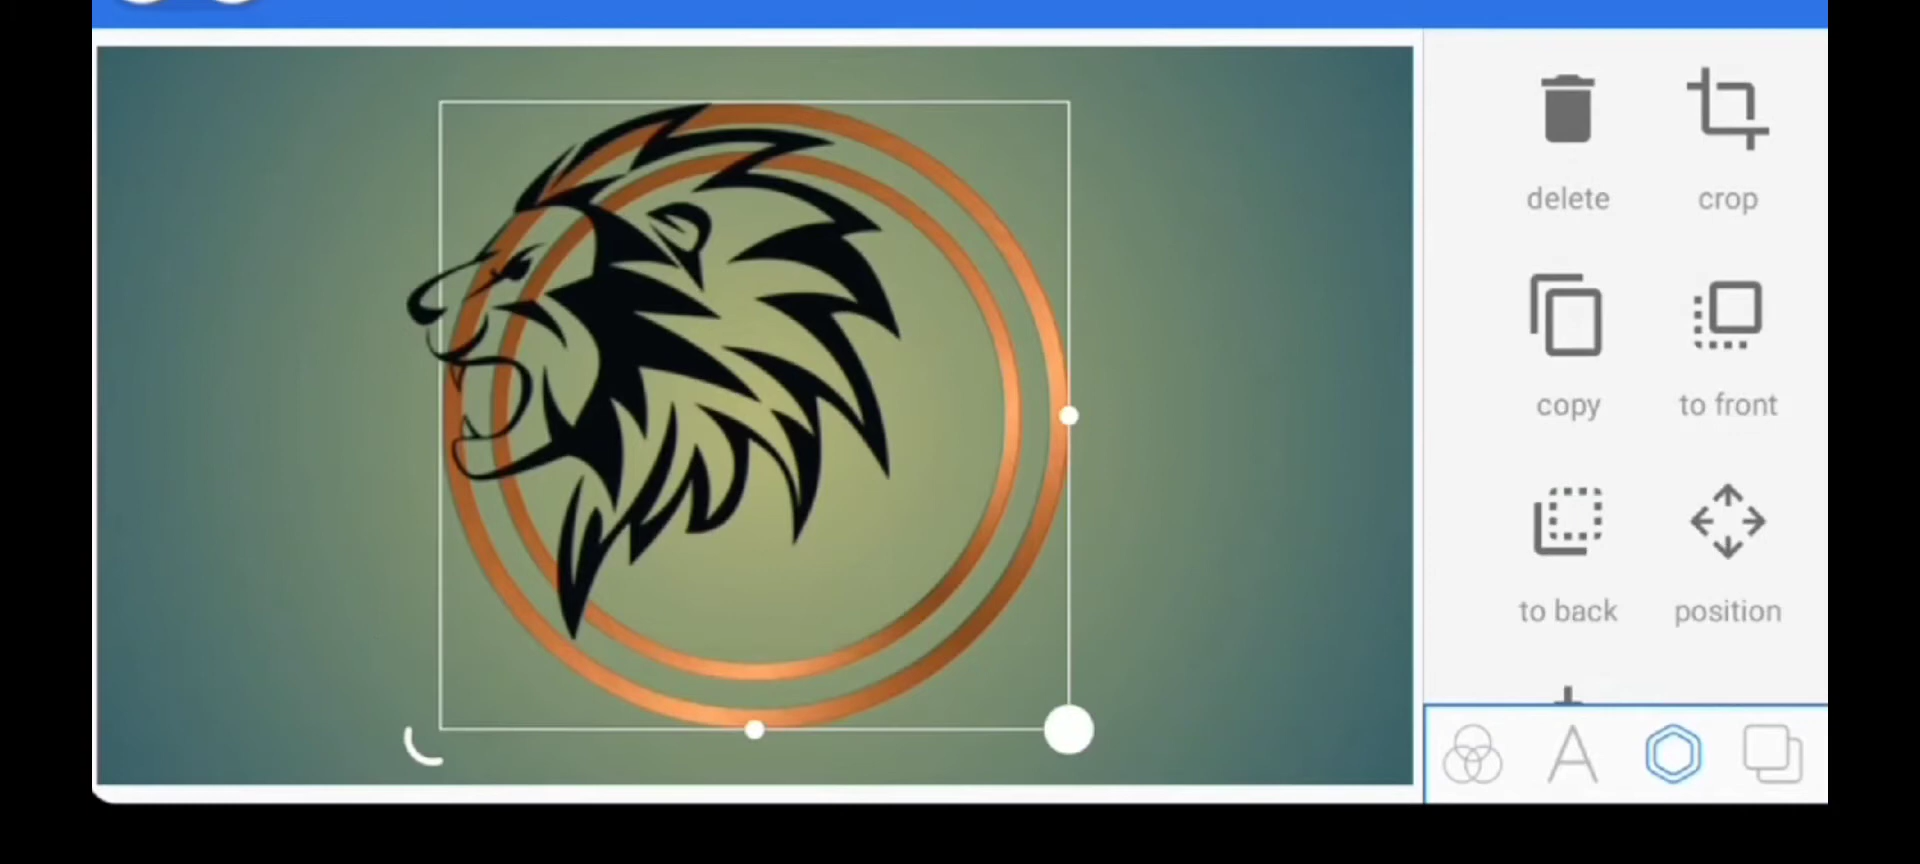 delete
crop
copy
to front
to back
position